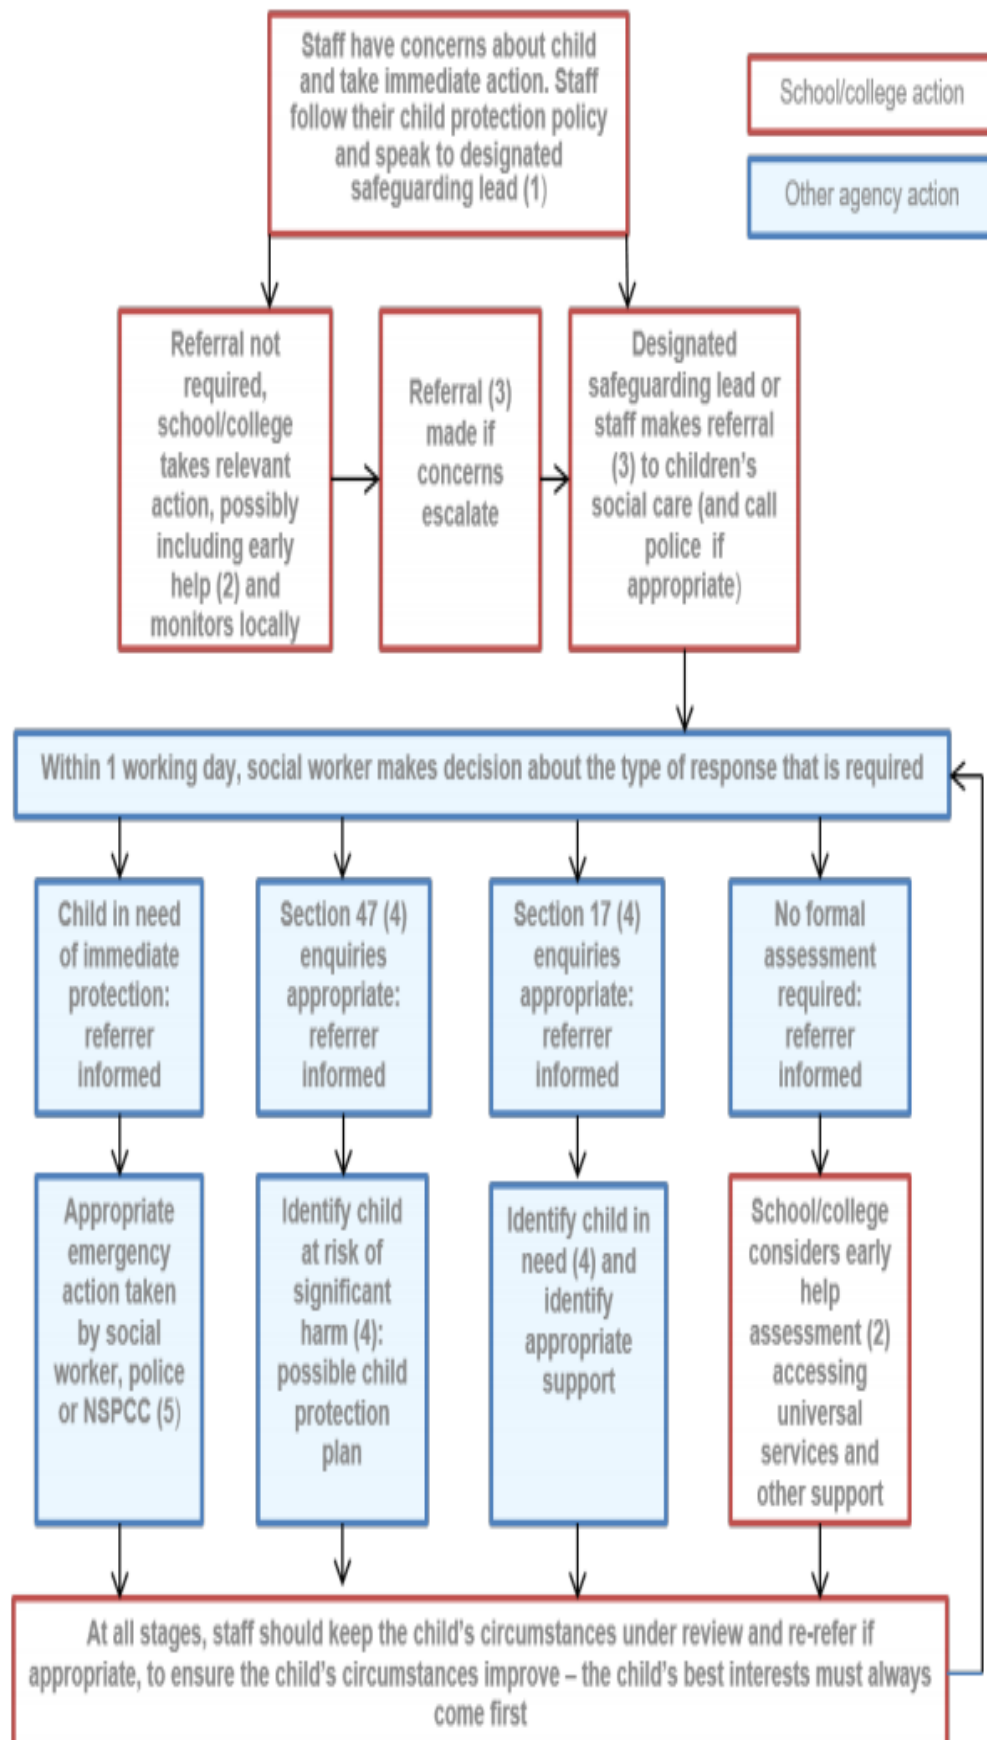 Staff have concerns about child
and take immediate action. Staff
follow their child protection policy
and speak to designated
safeguarding lead (1)
School/college action
Other agency action
Referral not
required,
school/college
takes relevant
action, possibly
including early
help (2) and
monitors locally
Referral (3)
made if
concerns
escalate
Designated
safeguarding lead or
staff makes referral
(3) to children's
social care (and call
police if
appropriate)
Within 1 working day, social worker makes decision about the type of response that is required
Child in need
of immediate
protection:
referrer
informed
Section 47 (4)
enquiries
appropriate:
referrer
informed
Section 17 (4)
enquiries
appropriate:
referrer
informed
No formal
assessment
required:
referrer
informed
Appropriate
emergency
action taken
by social
worker, police
or NSPCC (5)
Identify child
at risk of
significant
harm (4):
possible child
protection
plan
Identify child in
need (4) and
identify
appropriate
support
School/college
considers early
help
assessment (2)
accessing
universal
services and
other support
At all stages, staff should keep the child's circumstances under review and re-refer if
appropriate, to ensure the child's circumstances improve – the child's best interests must always
come first